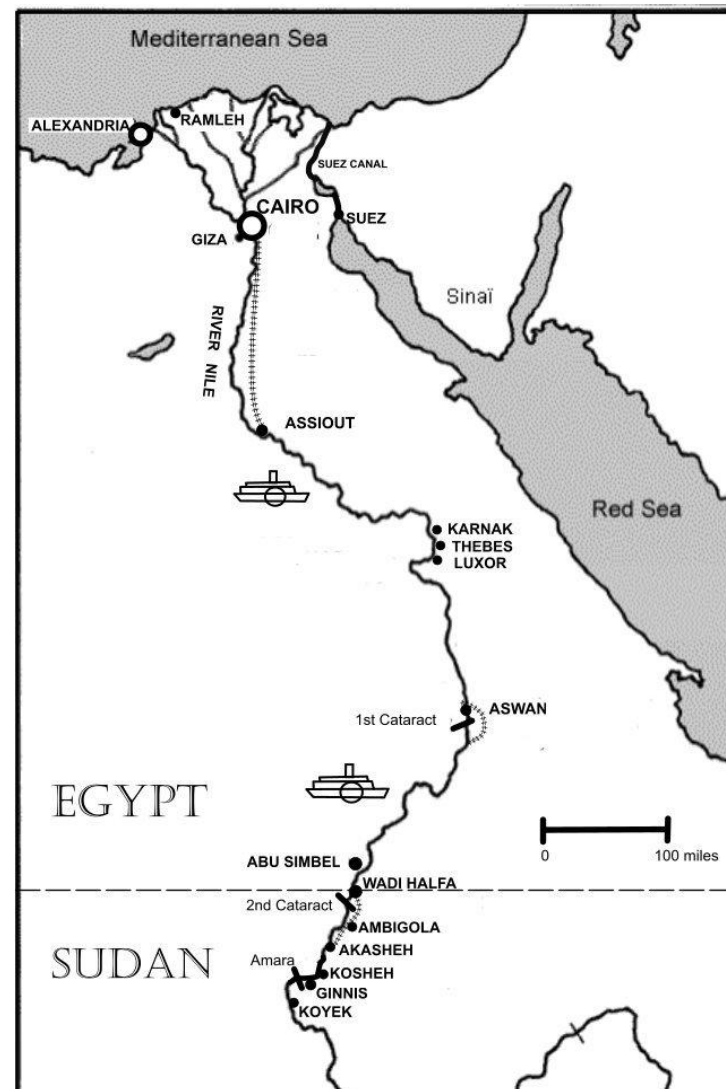 Mediterranean Sea
ALEXANDRIA
RAMLEH
SUEZ CANAL
CAIRO
SUEZ
GIZA
Sinaï
RIVER NILE
ASSIOUT
Red Sea
KARNAK
THEBES
LUXOR
ASWAN
1st Cataract
EGYPT
0 100 miles
ABU SIMBEL
WADI HALFA
2nd Cataract
AMBIGOLA
AKASHEH
SUDAN
Amara
KOSHEH
GINNIS
KOYEK